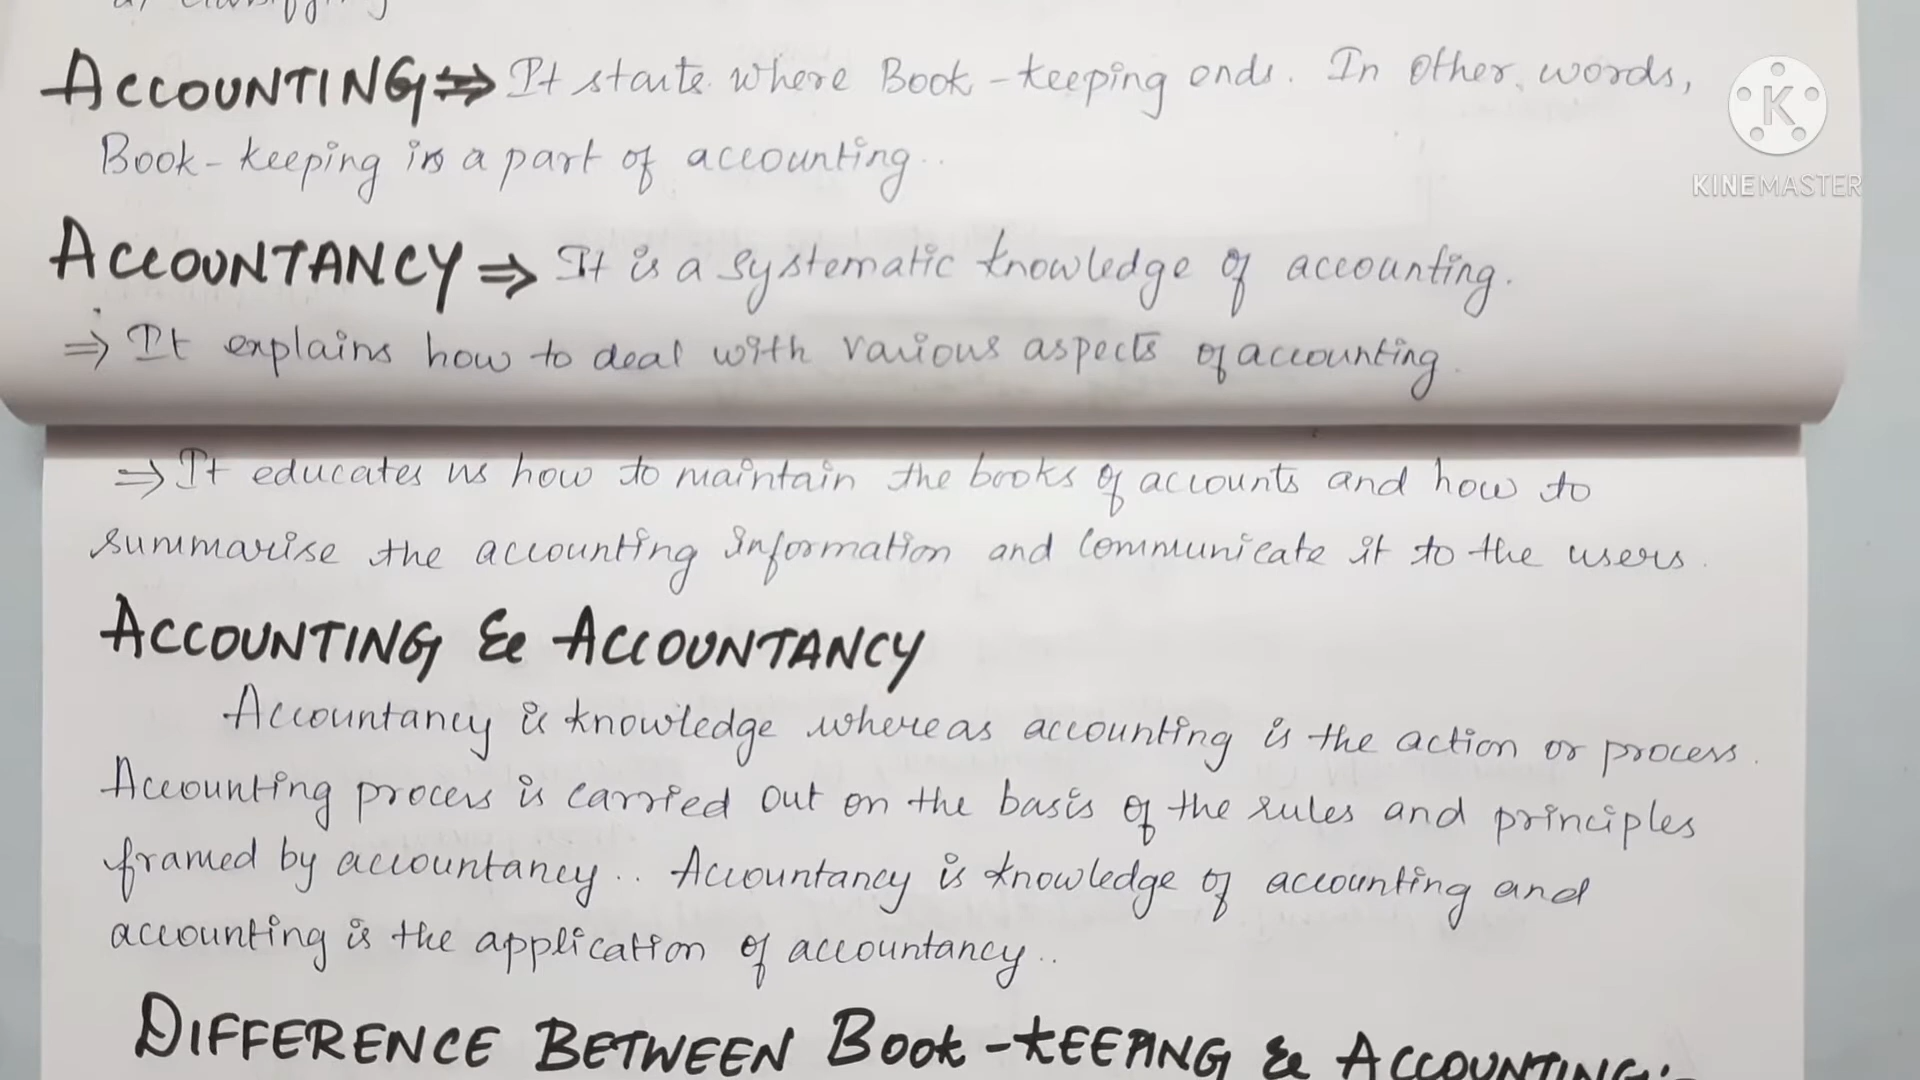 a) classifying
ACCOUNTING ⇒ It starts where Book-keeping ends. In other words,
K
Book-keeping is a part of accounting..
KINEMASTER
ACCOUNTANCY ⇒ It is a systematic knowledge of accounting.
⇒ It explains how to deal with various aspects of accounting.
⇒ It educates us how to maintain the books of accounts and how to
summarise the accounting information and communicate it to the users.
ACCOUNTING & ACCOUNTANCY
Accountancy is knowledge whereas accounting is the action or process.
Accounting process is carried out on the basis of the rules and principles
framed by accountancy.. Accountancy is knowledge of accounting and
accounting is the application of accountancy..
DIFFERENCE BETWEEN Book-KEEPING & ACCOUNTING:-